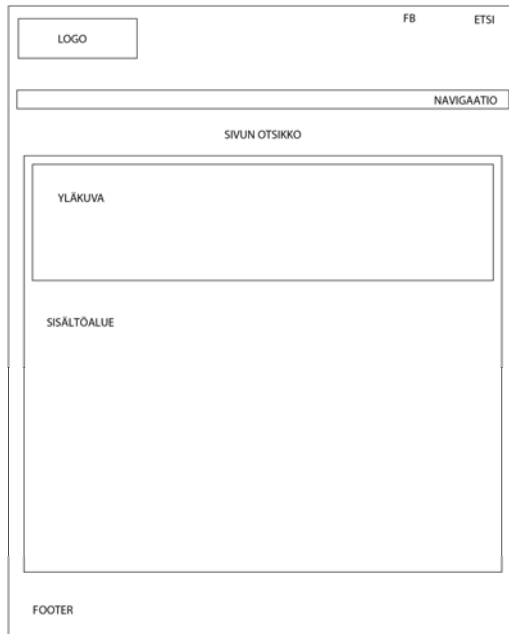 FB ETSI
LOGO
NAVIGAATIO
SIVUN OTSIKKO
YLÄKUVA
SISÄLTÖALUE
FOOTER